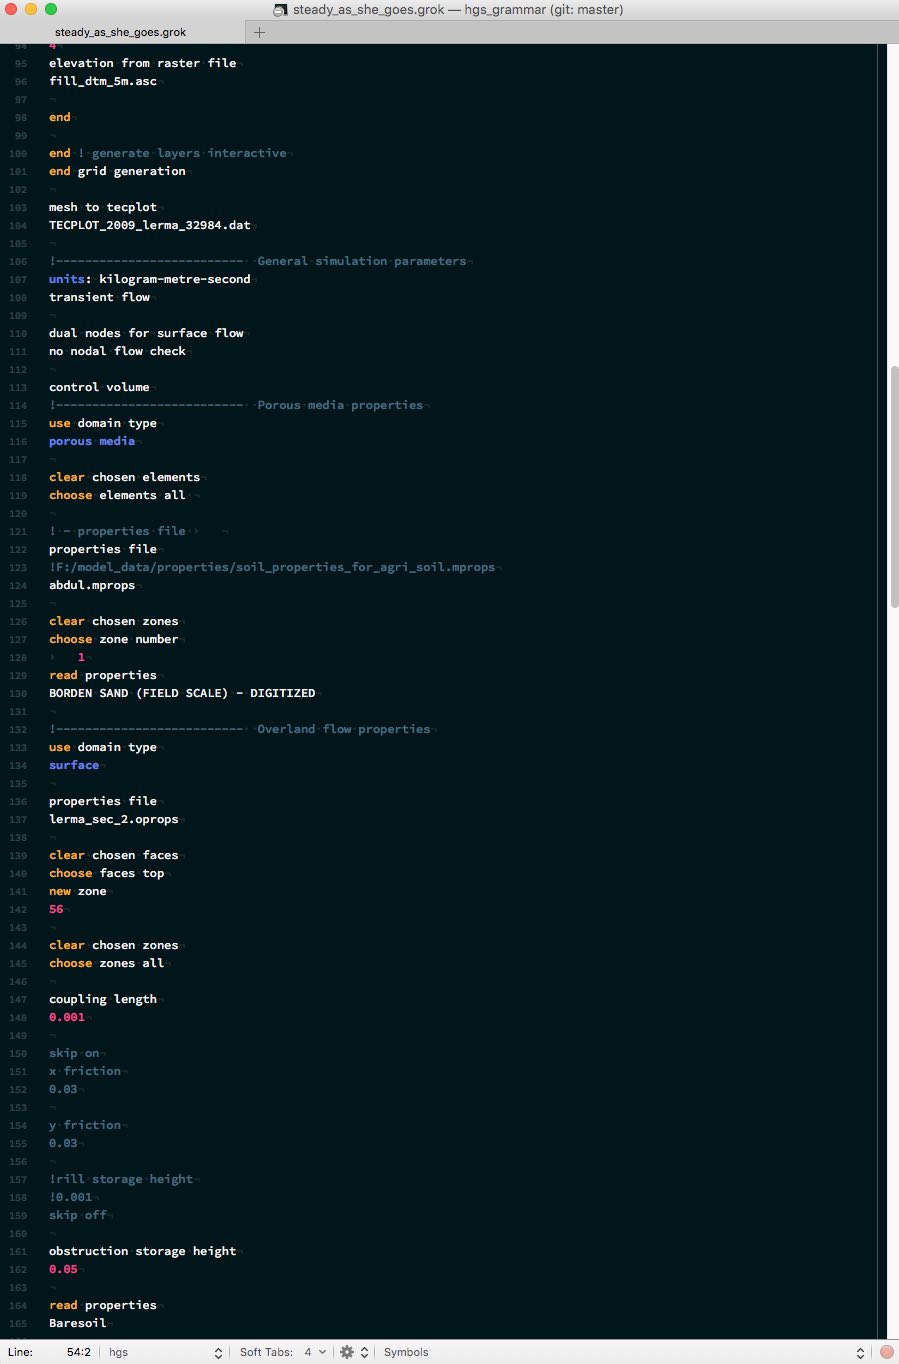 steady_as_she_goes.grok — hgs_grammar (git: master)
steady_as_she_goes.grok
94 4
95 elevation from raster file
96 fill_dtm_5m.asc
97
98 end
99
100 end ! generate layers interactive
101 end grid generation
102
103 mesh to tecplot
104 TECPLOT_2009_lerma_32984.dat
105
106 !-------------------------- General simulation parameters
107 units: kilogram-metre-second
108 transient flow
109
110 dual nodes for surface flow
111 no nodal flow check
112
113 control volume
114 !-------------------------- Porous media properties
115 use domain type
116 porous media
117
118 clear chosen elements
119 choose elements all
120
121 ! - properties file
122 properties file
123 !F:/model_data/properties/soil_properties_for_agri_soil.mprops
124 abdul.mprops
125
126 clear chosen zones
127 choose zone number
128 1
129 read properties
130 BORDEN SAND (FIELD SCALE) - DIGITIZED
131
132 !-------------------------- Overland flow properties
133 use domain type
134 surface
135
136 properties file
137 lerma_sec_2.oprops
138
139 clear chosen faces
140 choose faces top
141 new zone
142 56
143
144 clear chosen zones
145 choose zones all
146
147 coupling length
148 0.001
149
150 skip on
151 x friction
152 0.03
153
154 y friction
155 0.03
156
157 !rill storage height
158 !0.001
159 skip off
160
161 obstruction storage height
162 0.05
163
164 read properties
165 Baresoil
Line: 54:2 hgs Soft Tabs: 4 Symbols